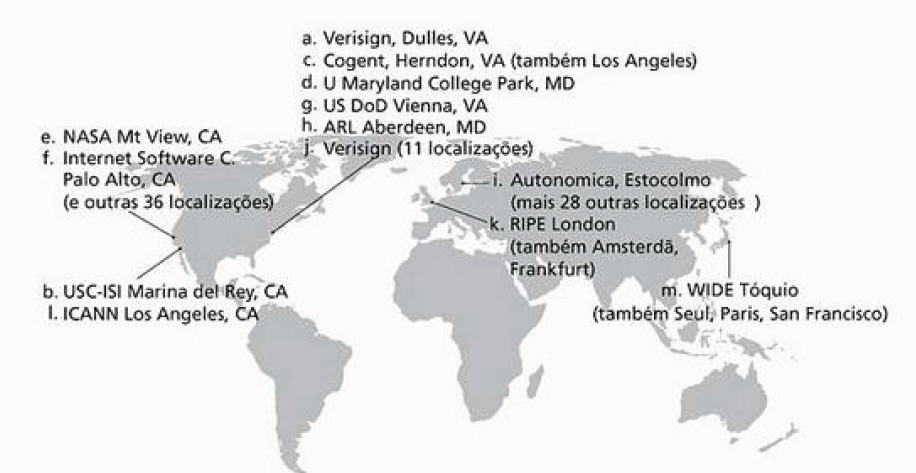 a. Verisign, Dulles, VA
c. Cogent, Herndon, VA (também Los Angeles)
d. U Maryland College Park, MD
g. US DoD Vienna, VA
h. ARL Aberdeen, MD
j. Verisign (11 localizações)
e. NASA Mt View, CA
f. Internet Software C.
Palo Alto, CA
(e outras 36 localizações)
i. Autonomica, Estocolmo
(mais 28 outras localizações )
k. RIPE London
(também Amsterdã,
Frankfurt)
b. USC-ISI Marina del Rey, CA
l. ICANN Los Angeles, CA
m. WIDE Tóquio
(também Seul, Paris, San Francisco)